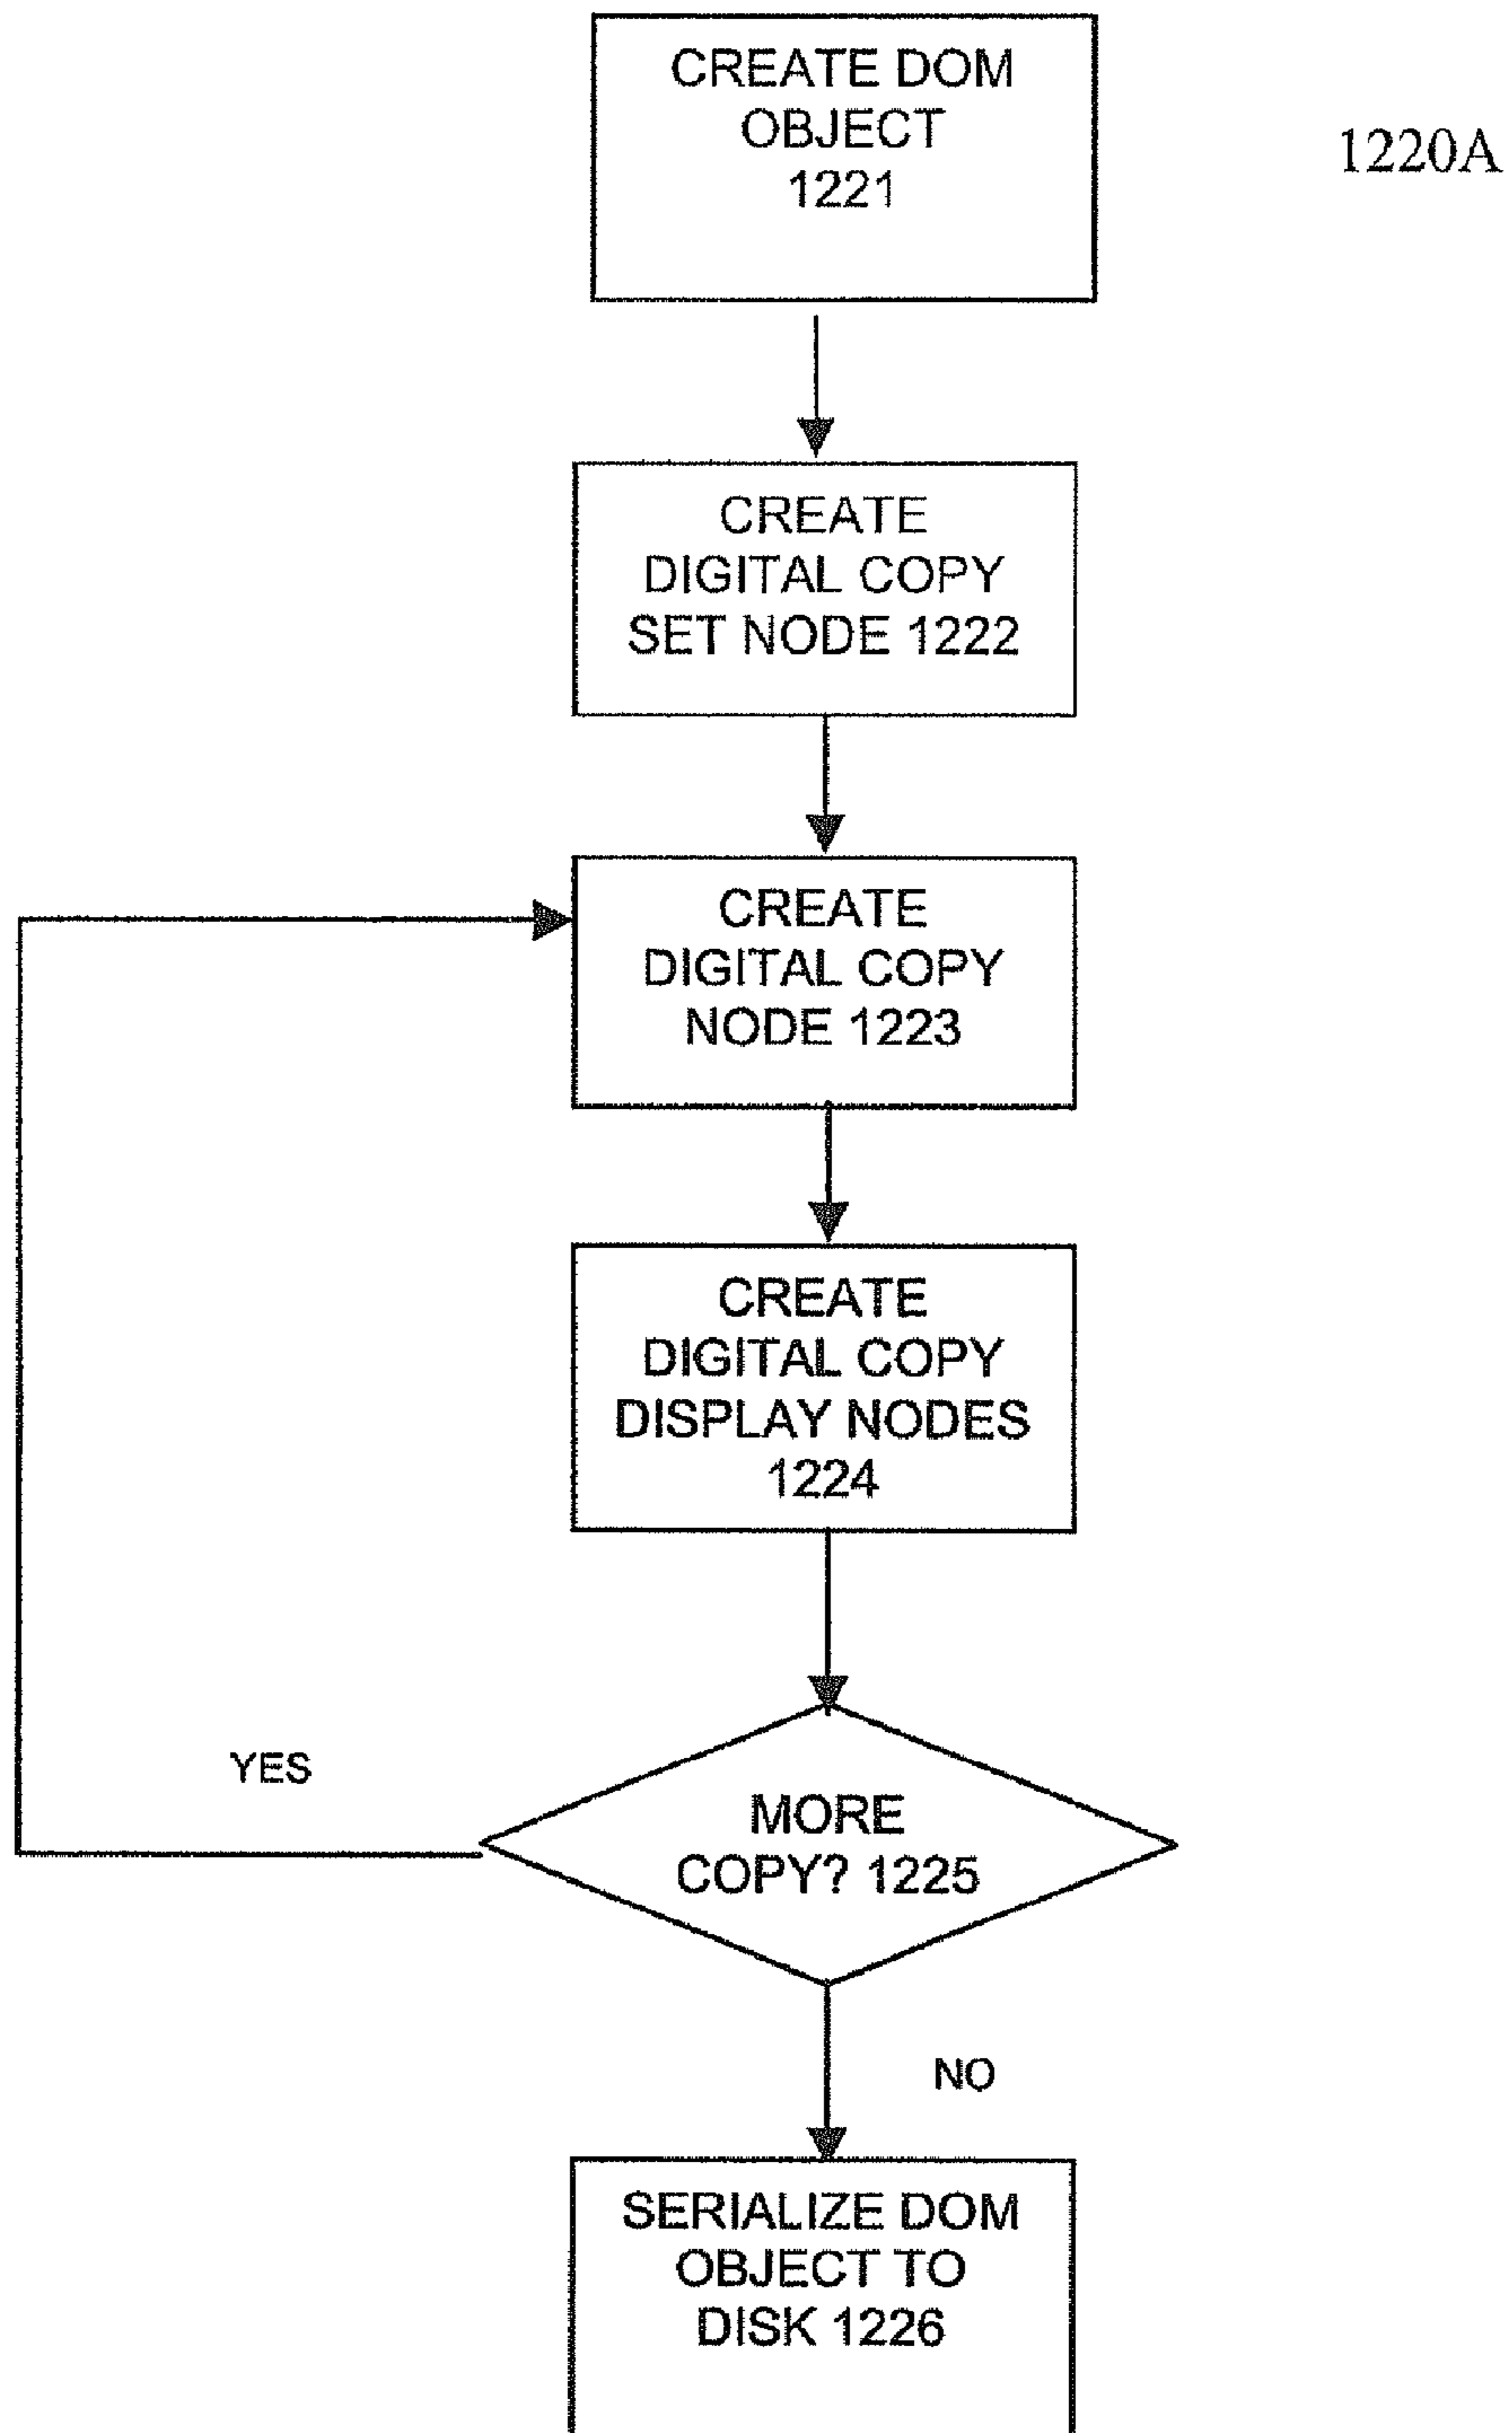 CREATE DOM
OBJECT
1221
1220A
CREATE
DIGITAL COPY
SET NODE 1222
CREATE
DIGITAL COPY
NODE 1223
CREATE
DIGITAL COPY
DISPLAY NODES
1224
YES
MORE
COPY? 1225
NO
SERIALIZE DOM
OBJECT TO
DISK 1226